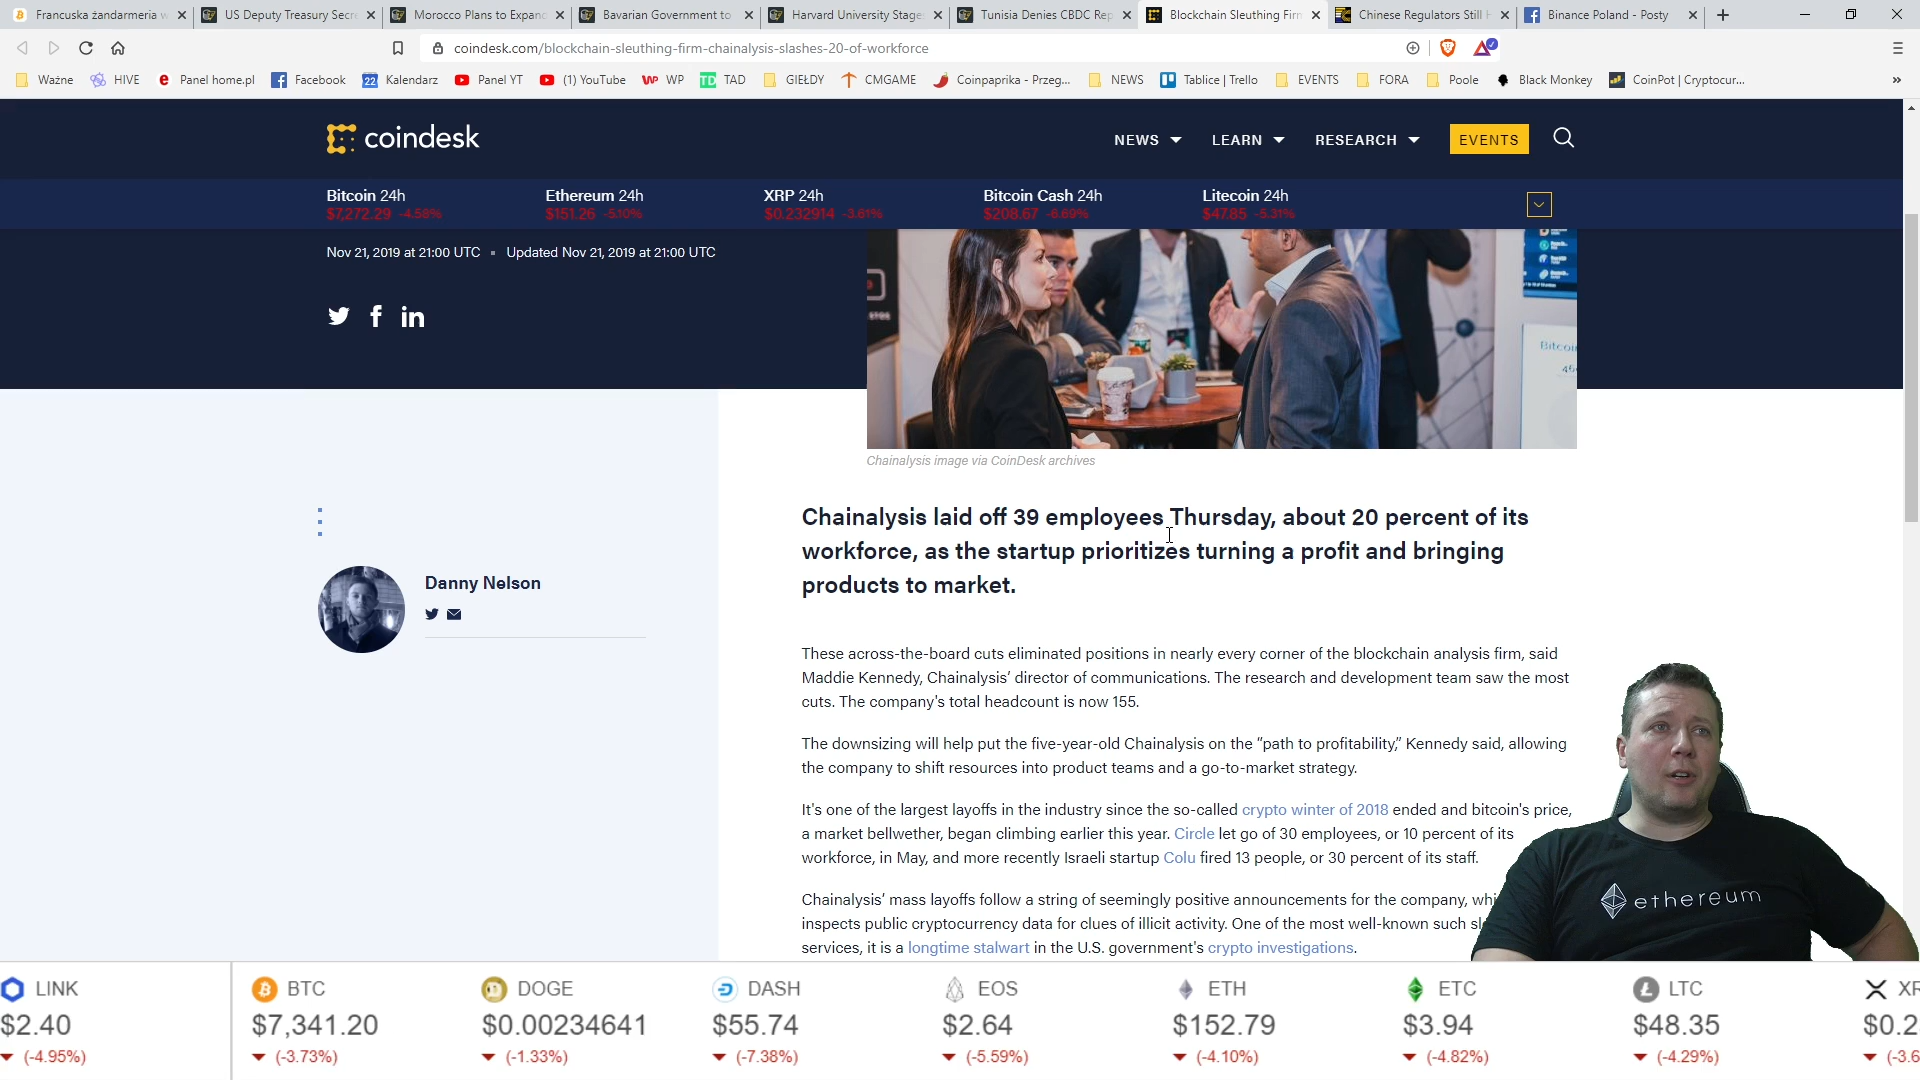 Francuska żandarmeria w
US Deputy Treasury Secre
Morocco Plans to Expand
Bavarian Government to
Harvard University Stage
Tunisia Denies CBDC Rep
Blockchain Sleuthing Firm
Chinese Regulators Still H
Binance Poland - Posty
coindesk.com/blockchain-sleuthing-firm-chainalysis-slashes-20-of-workforce
Ważne
HIVE
Panel home.pl
Facebook
22 Kalendarz
Panel YT
(1) YouTube
WP
TD TAD
GIEŁDY
CMGAME
Coinpaprika - Przeg...
NEWS
Tablice | Trello
EVENTS
FORA
Poole
Black Monkey
CoinPot | Cryptocur...
coindesk
NEWS LEARN RESEARCH EVENTS
Bitcoin 24h Ethereum 24h XRP 24h Bitcoin Cash 24h Litecoin 24h
$7,272.29 -4.58% $151.26 -5.10% $0.232914 -3.61% $208.67 -6.69% $47.85 -5.31%
Nov 21, 2019 at 21:00 UTC Updated Nov 21, 2019 at 21:00 UTC
Bitcoin
Chainalysis image via CoinDesk archives
Chainalysis laid off 39 employees Thursday, about 20 percent of its
workforce, as the startup prioritizes turning a profit and bringing
products to market.
Danny Nelson
These across-the-board cuts eliminated positions in nearly every corner of the blockchain analysis firm, said
Maddie Kennedy, Chainalysis' director of communications. The research and development team saw the most
cuts. The company's total headcount is now 155.
The downsizing will help put the five-year-old Chainalysis on the “path to profitability,” Kennedy said, allowing
the company to shift resources into product teams and a go-to-market strategy.
It's one of the largest layoffs in the industry since the so-called crypto winter of 2018 ended and bitcoin's price,
a market bellwether, began climbing earlier this year. Circle let go of 30 employees, or 10 percent of its
workforce, in May, and more recently Israeli startup Colu fired 13 people, or 30 percent of its staff.
Chainalysis' mass layoffs follow a string of seemingly positive announcements for the company, whi
inspects public cryptocurrency data for clues of illicit activity. One of the most well-known such sl
services, it is a longtime stalwart in the U.S. government's crypto investigations.
ethereum
LINK BTC DOGE DASH EOS ETH ETC LTC XR
$2.40 $7,341.20 $0.00234641 $55.74 $2.64 $152.79 $3.94 $48.35 $0.2
(-4.95%) (-3.73%) (-1.33%) (-7.38%) (-5.59%) (-4.10%) (-4.82%) (-4.29%) (-3.6